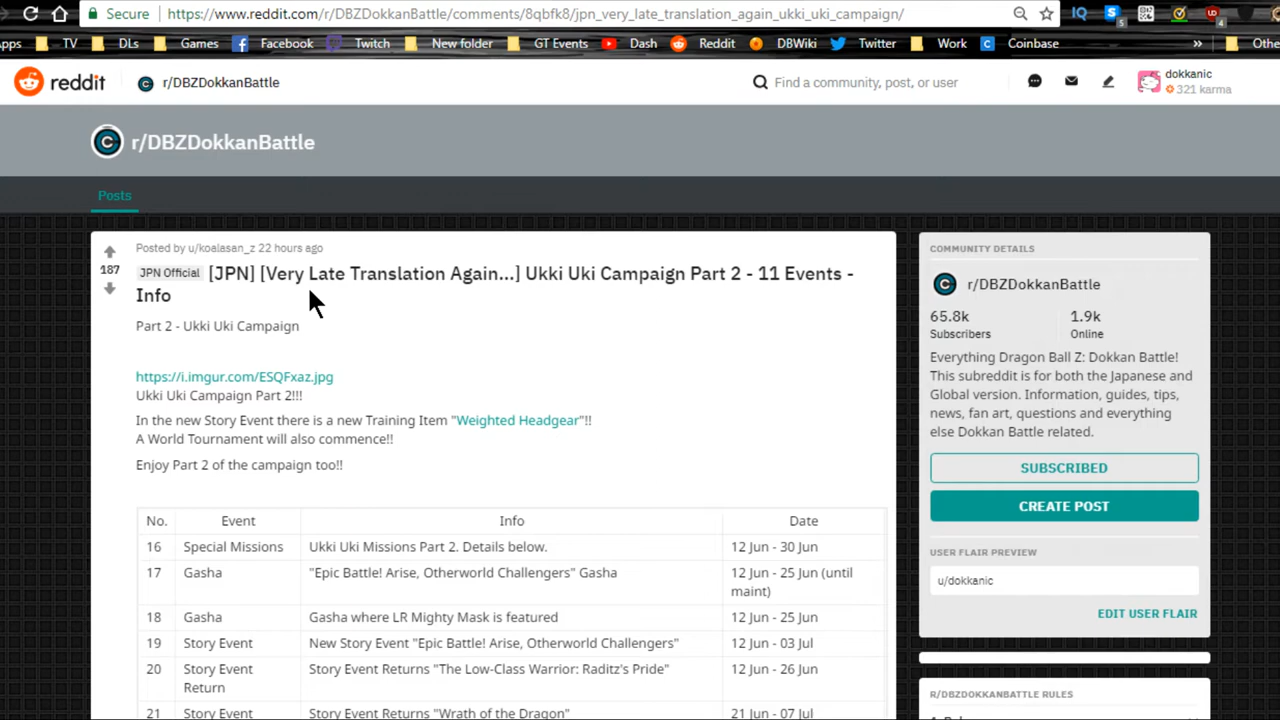 Secure https://www.reddit.com/r/DBZDokkanBattle/comments/8qbfk8/jpn_very_late_translation_again_ukki_uki_campaign/ IQ S 5 4
Apps TV DLs Games Facebook Twitch New folder GT Events Dash Reddit DBWiki Twitter Work Coinbase » Othe
reddit r/DBZDokkanBattle Find a community, post, or user dokkanic
321 karma
r/DBZDokkanBattle
Posts
Posted by u/koalasan_z 22 hours ago
187
JPN Official [JPN] [Very Late Translation Again...] Ukki Uki Campaign Part 2 - 11 Events -
Info
Part 2 - Ukki Uki Campaign
https://i.imgur.com/ESQFxaz.jpg
Ukki Uki Campaign Part 2!!!
In the new Story Event there is a new Training Item "Weighted Headgear"!!
A World Tournament will also commence!!
Enjoy Part 2 of the campaign too!!
No. Event Info Date
16 Special Missions Ukki Uki Missions Part 2. Details below. 12 Jun - 30 Jun
17 Gasha "Epic Battle! Arise, Otherworld Challengers" Gasha 12 Jun - 25 Jun (until
maint)
18 Gasha Gasha where LR Mighty Mask is featured 12 Jun - 25 Jun
19 Story Event New Story Event "Epic Battle! Arise, Otherworld Challengers" 12 Jun - 03 Jul
20 Story Event Story Event Returns "The Low-Class Warrior: Raditz's Pride" 12 Jun - 26 Jun
Return
21 Story Event Story Event Returns "Wrath of the Dragon" 21 Jun - 07 Jul
COMMUNITY DETAILS
r/DBZDokkanBattle
65.8k 1.9k
Subscribers Online
Everything Dragon Ball Z: Dokkan Battle!
This subreddit is for both the Japanese and
Global version. Information, guides, tips,
news, fan art, questions and everything
else Dokkan Battle related.
SUBSCRIBED
CREATE POST
USER FLAIR PREVIEW
u/dokkanic
EDIT USER FLAIR
R/DBZDOKKANBATTLE RULES